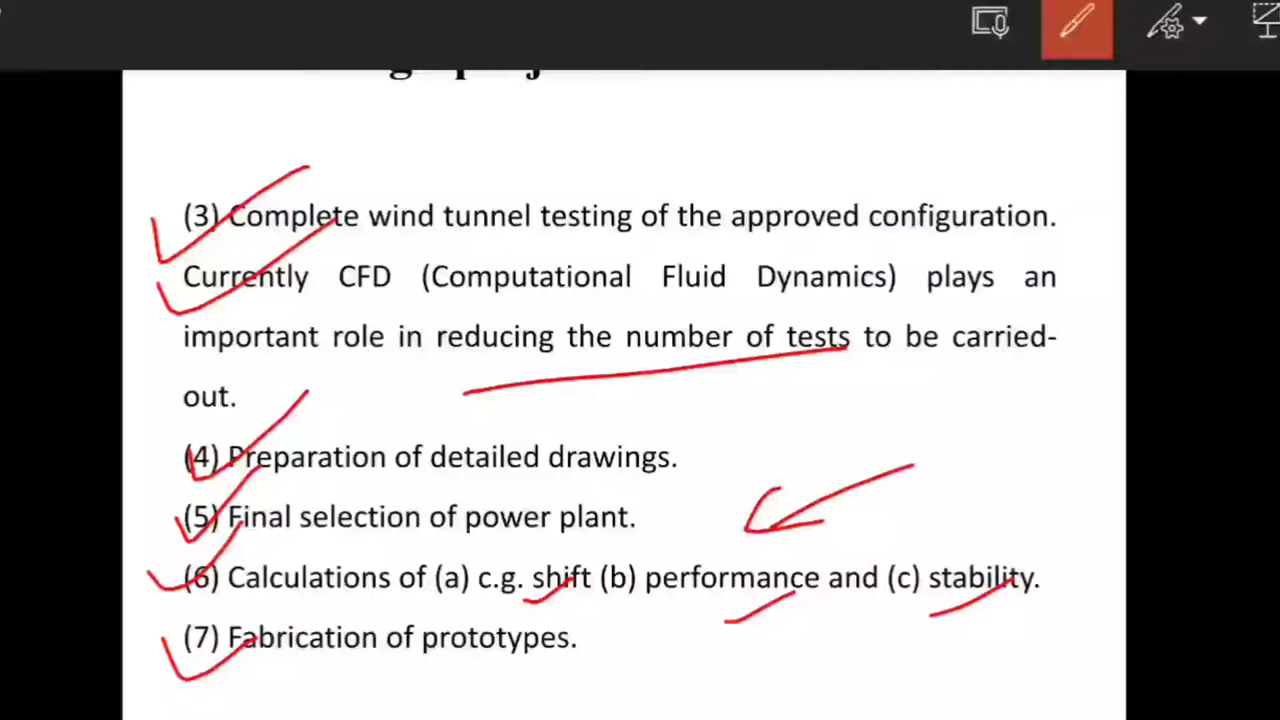 (3) Complete wind tunnel testing of the approved configuration.
Currently CFD (Computational Fluid Dynamics) plays an
important role in reducing the number of tests to be carried-
out.
(4) Preparation of detailed drawings.
(5) Final selection of power plant.
(6) Calculations of (a) c.g. shift (b) performance and (c) stability.
(7) Fabrication of prototypes.